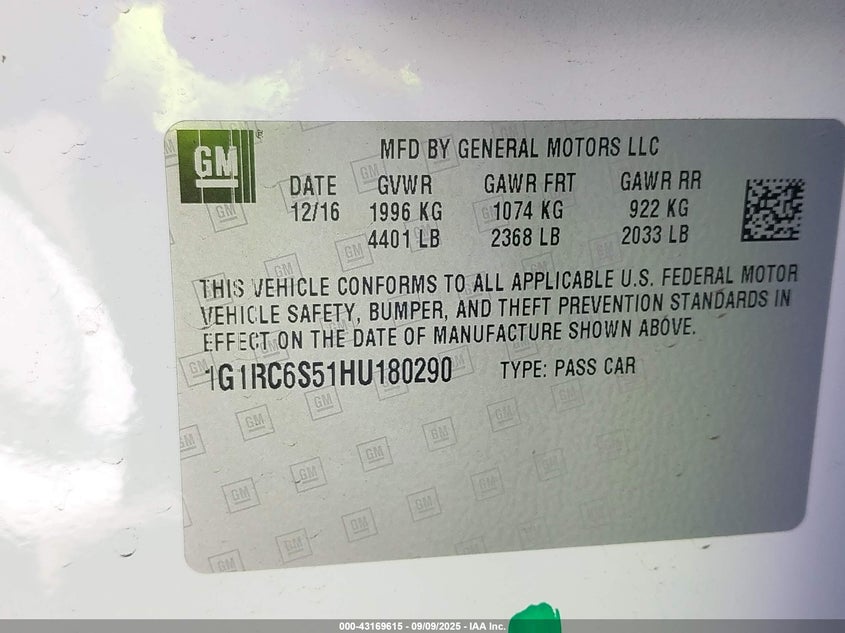 GM
MFD BY GENERAL MOTORS LLC
DATE GVWR GAWR FRT GAWR RR
12/16 1996 KG 1074 KG 922 KG
4401 LB 2368 LB 2033 LB
THIS VEHICLE CONFORMS TO ALL APPLICABLE U.S. FEDERAL MOTOR
VEHICLE SAFETY, BUMPER, AND THEFT PREVENTION STANDARDS IN
EFFECT ON THE DATE OF MANUFACTURE SHOWN ABOVE.
1G1RC6S51HU180290 TYPE: PASS CAR
000-43169615 - 09/09/2025 - IAA Inc.